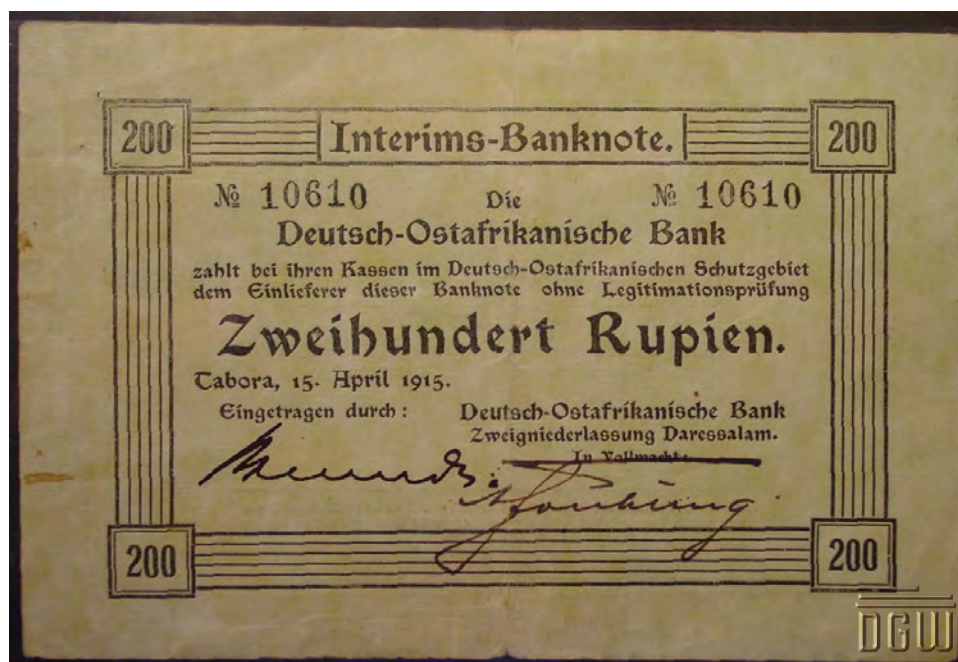 200 Interims-Banknote. 200
№ 10610 Die № 10610
Deutsch-Ostafrikanische Bank
zahlt bei ihren Kassen im Deutsch-Ostafrikanischen Schutzgebiet
dem Einlieferer dieser Banknote ohne Legitimationsprüfung
Zweihundert Rupien.
Tabora, 15. April 1915.
Eingetragen durch: Deutsch-Ostafrikanische Bank
Zweigniederlassung Daressalam.
In Vollmacht:
200 200
DGW